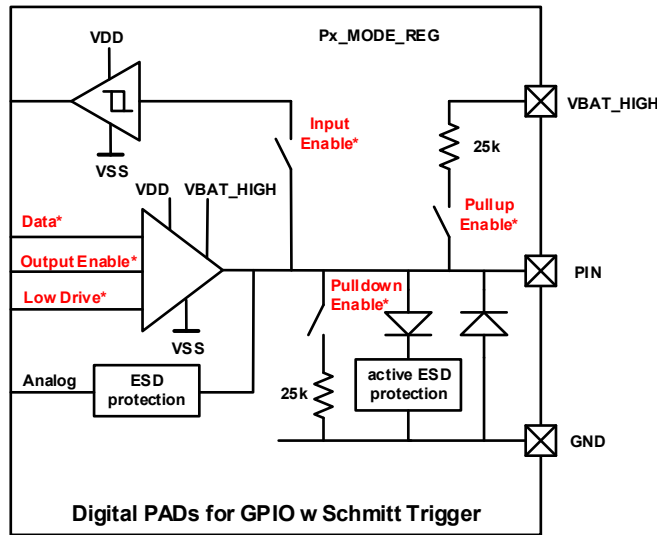 Px_MODE_REG
VDD
VBAT_HIGH
Input
Enable*
25k
VSS
Pullup
Enable*
VDD
VBAT_HIGH
Data*
Output Enable*
PIN
Low Drive*
Pulldown
Enable*
VSS
Analog
ESD
protection
active ESD
protection
25k
GND
Digital PADs for GPIO w Schmitt Trigger